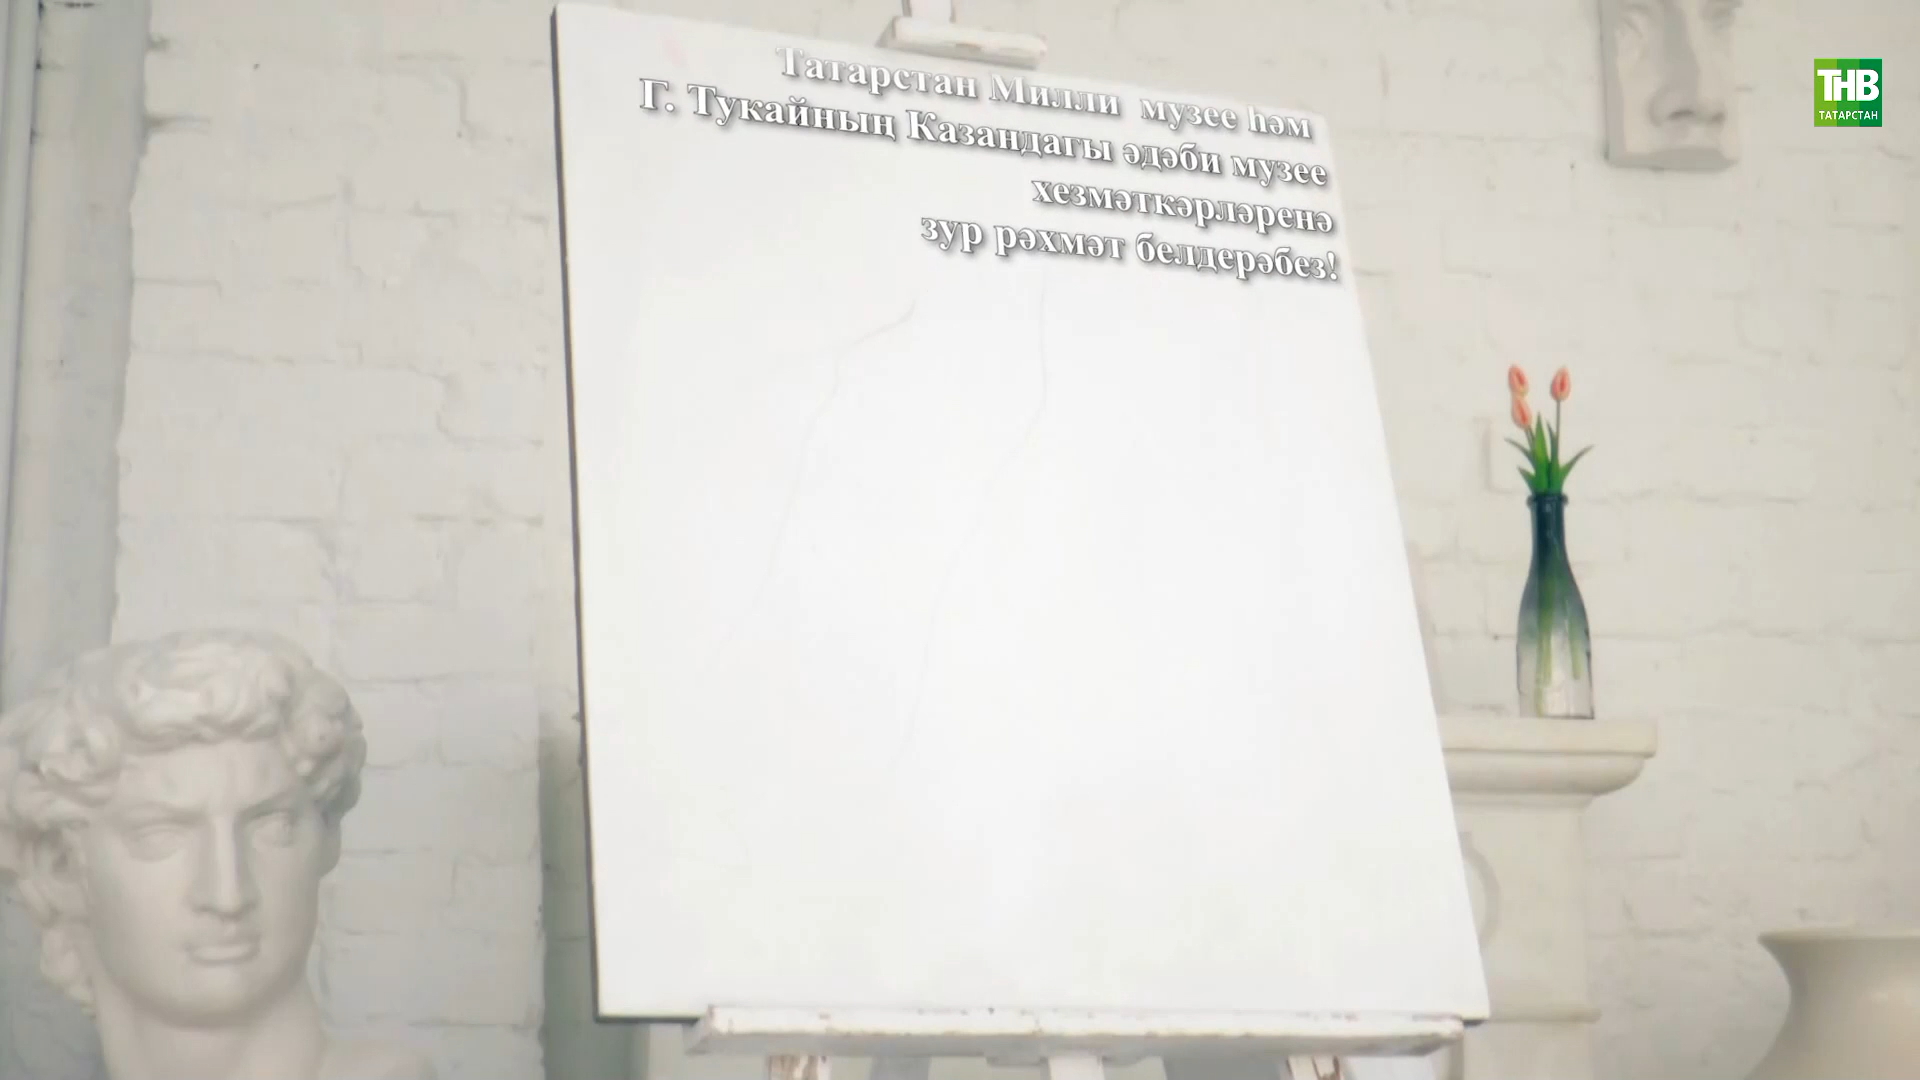 Татарстан Милли музее һәм
Г. Тукайның Казандагы әдәби музее
хезмәткәрләренә
зур рәхмәт белдерәбез!
ТНВ
ТАТАРСТАН